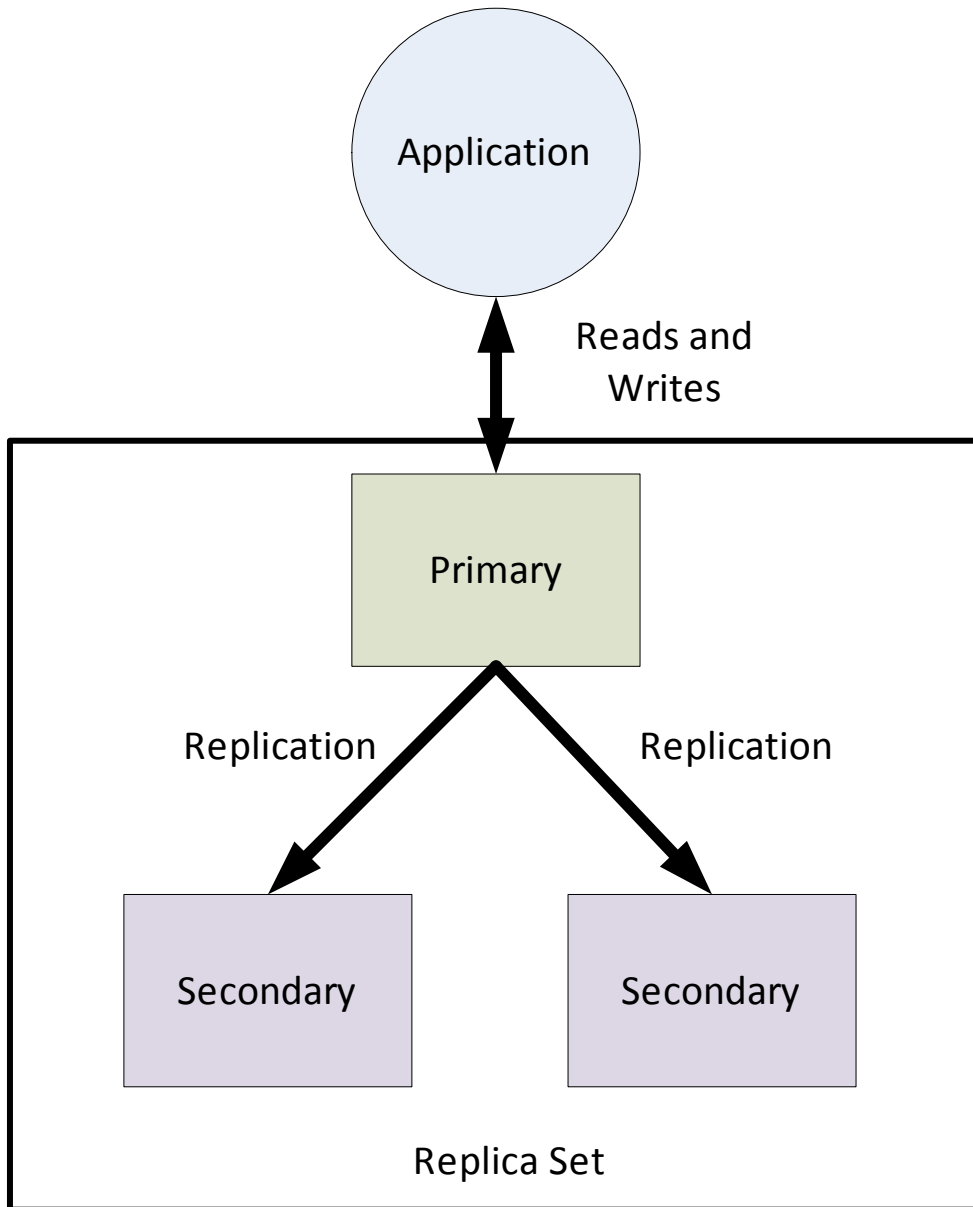 Application
Reads and
Writes
Primary
Replication
Replication
Secondary
Secondary
Replica Set